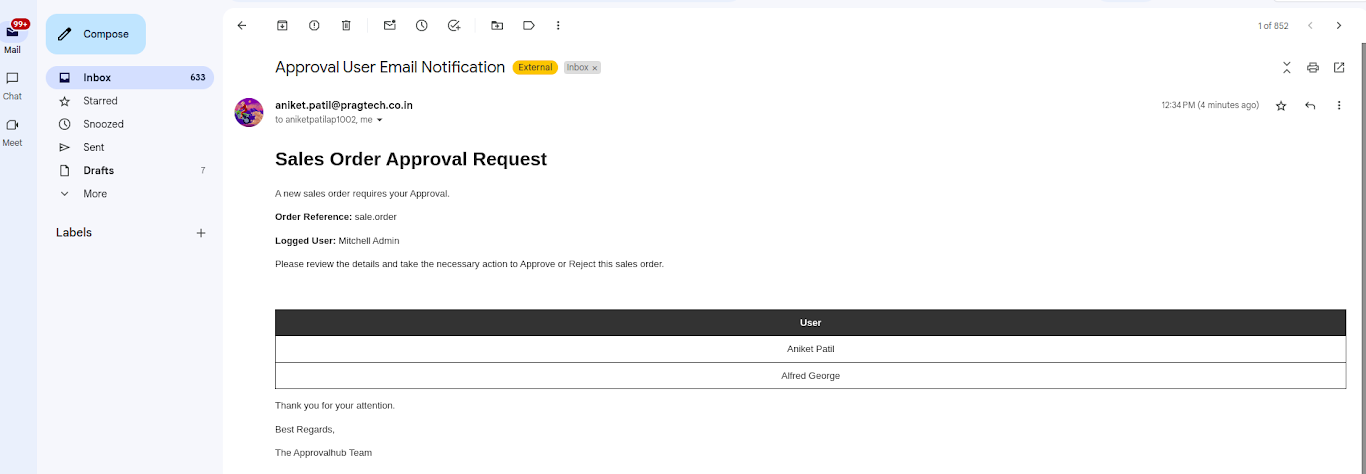 99+
Mail
Chat
Meet
Compose
Inbox 633
Starred
Snoozed
Sent
Drafts 7
More
Labels
1 of 852
Approval User Email Notification External Inbox x
aniket.patil@pragtech.co.in 12:34 PM (4 minutes ago)
to aniketpatilap1002, me
Sales Order Approval Request
A new sales order requires your Approval.
Order Reference: sale.order
Logged User: Mitchell Admin
Please review the details and take the necessary action to Approve or Reject this sales order.
User
Aniket Patil
Alfred George
Thank you for your attention.
Best Regards,
The Approvalhub Team